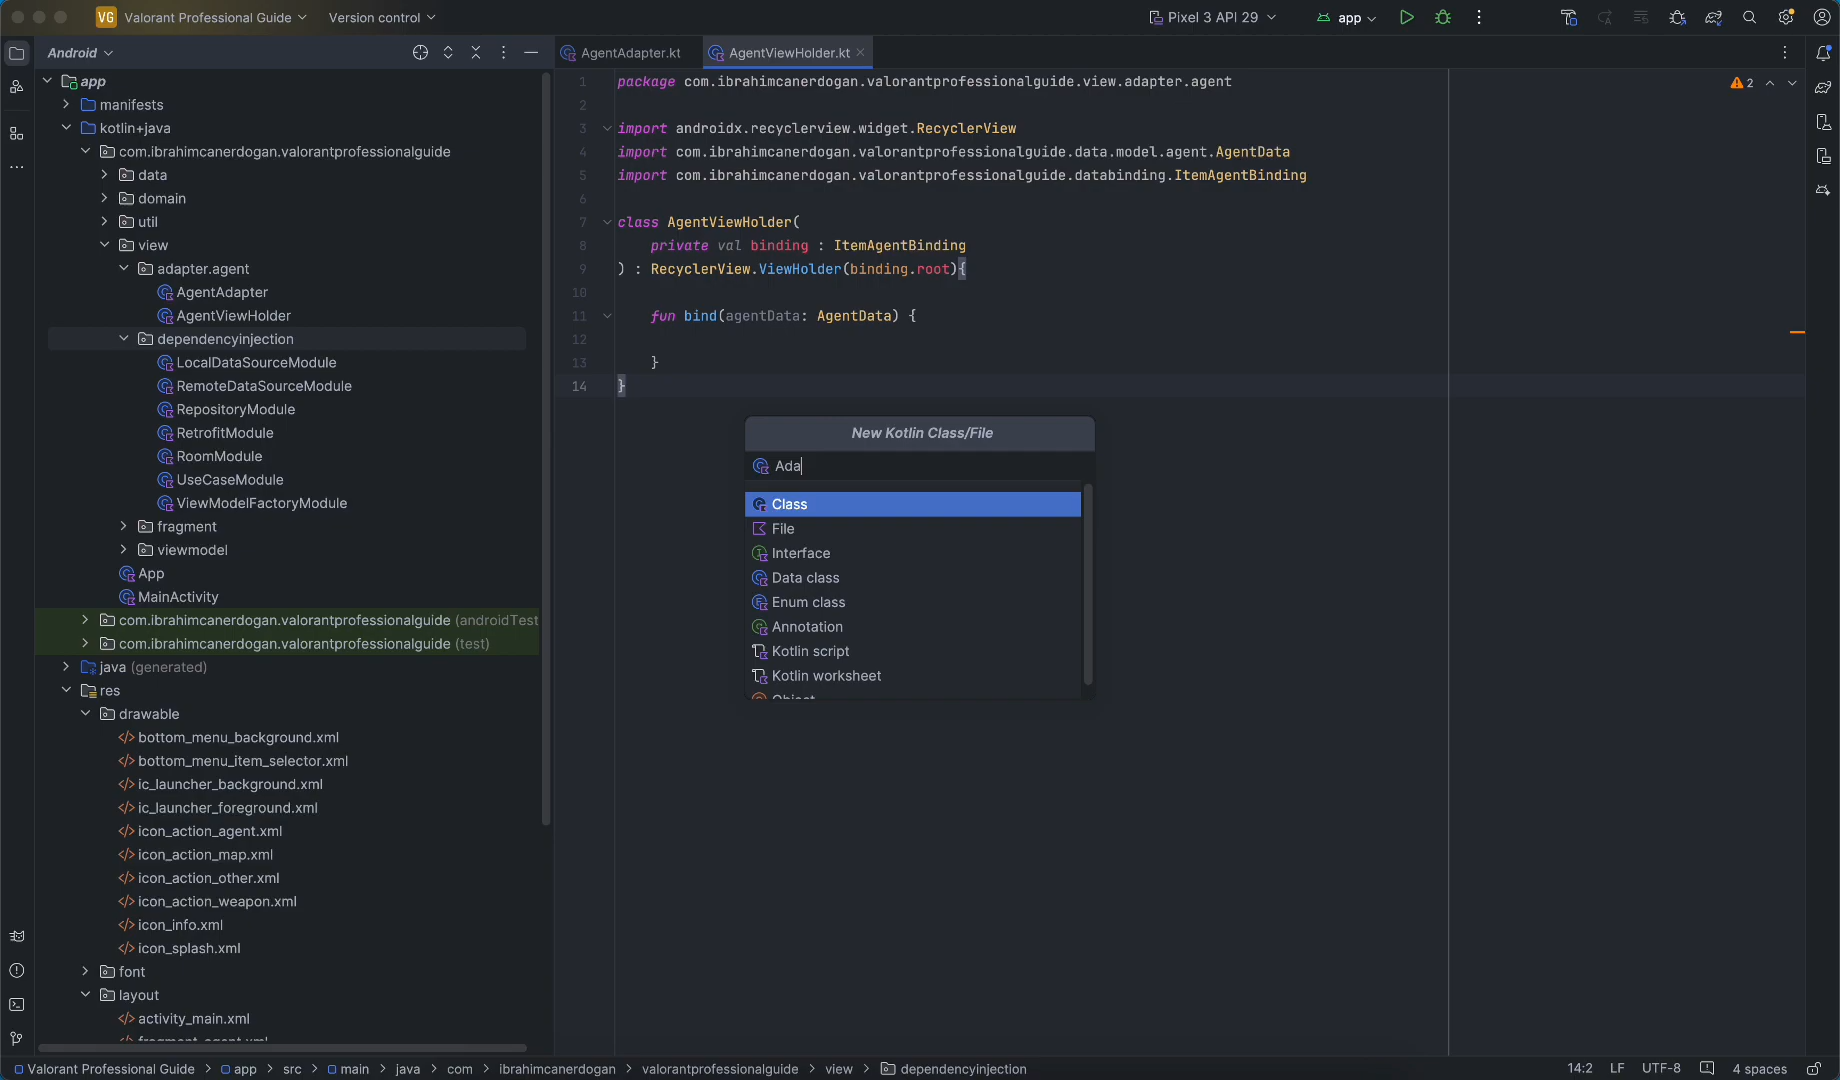 VG Valorant Professional Guide Version control Pixel 3 API 29 app
Android AgentAdapter.kt AgentViewHolder.kt
app
manifests
kotlin+java
com.ibrahimcanerdogan.valorantprofessionalguide
data
domain
util
view
adapter.agent
AgentAdapter
AgentViewHolder
dependencyinjection
LocalDataSourceModule
RemoteDataSourceModule
RepositoryModule
RetrofitModule
RoomModule
UseCaseModule
ViewModelFactoryModule
fragment
viewmodel
App
MainActivity
com.ibrahimcanerdogan.valorantprofessionalguide (androidTest
com.ibrahimcanerdogan.valorantprofessionalguide (test)
java (generated)
res
drawable
bottom_menu_background.xml
bottom_menu_item_selector.xml
ic_launcher_background.xml
ic_launcher_foreground.xml
icon_action_agent.xml
icon_action_map.xml
icon_action_other.xml
icon_action_weapon.xml
icon_info.xml
icon_splash.xml
font
layout
activity_main.xml
fragment_agent.xml
1 package com.ibrahimcanerdogan.valorantprofessionalguide.view.adapter.agent
2
3 import androidx.recyclerview.widget.RecyclerView
4 import com.ibrahimcanerdogan.valorantprofessionalguide.data.model.agent.AgentData
5 import com.ibrahimcanerdogan.valorantprofessionalguide.databinding.ItemAgentBinding
6
7 class AgentViewHolder(
8 private val binding : ItemAgentBinding
9 ) : RecyclerView.ViewHolder(binding.root){
10
11 fun bind(agentData: AgentData) {
12
13 }
14 }
2
New Kotlin Class/File
Ada
Class
File
Interface
Data class
Enum class
Annotation
Kotlin script
Kotlin worksheet
Object
Valorant Professional Guide > app > src > main > java > com > ibrahimcanerdogan > valorantprofessionalguide > view > dependencyinjection 14:2 LF UTF-8 4 spaces